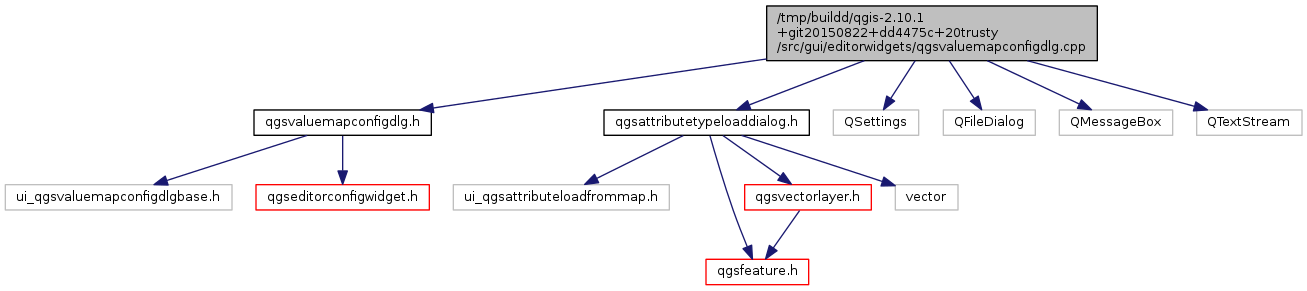 /tmp/buildd/qgis-2.10.1
+git20150822+dd4475c+20trusty
/src/gui/editorwidgets/qgsvaluemapconfigdlg.cpp
qgsvaluemapconfigdlg.h
qgsattributetypeloaddialog.h
QSettings
QFileDialog
QMessageBox
QTextStream
ui_qgsvaluemapconfigdlgbase.h
qgseditorconfigwidget.h
ui_qgsattributeloadfrommap.h
qgsvectorlayer.h
vector
qgsfeature.h